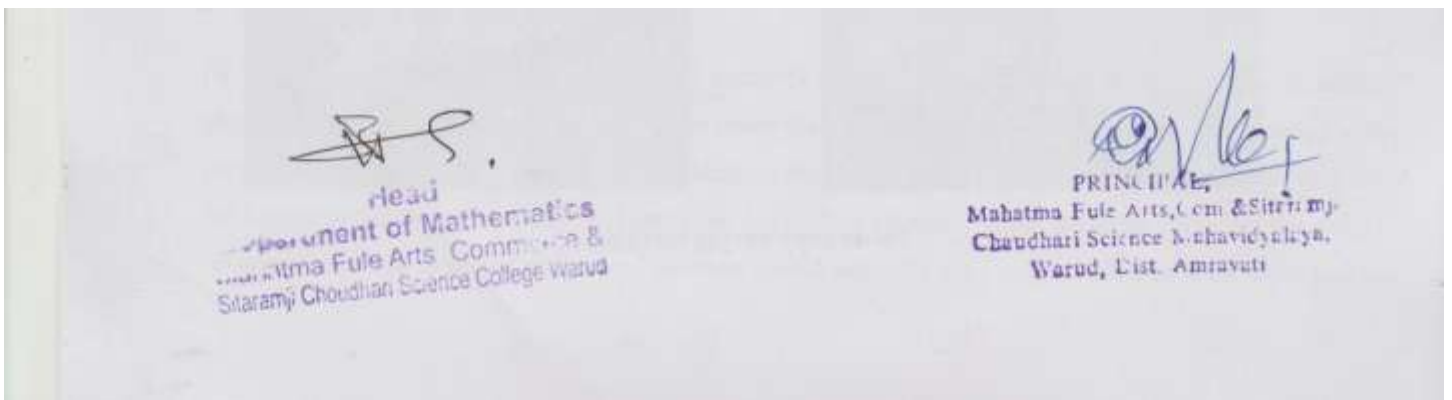 Head
Department of Mathematics
Mahatma Fule Arts Commerce &
Sitaramji Choudhari Science College Warud
PRINCIPAL,
Mahatma Fule Arts, Com & Sitaramji
Chaudhari Science Mahavidyalaya,
Warud, Dist. Amravati